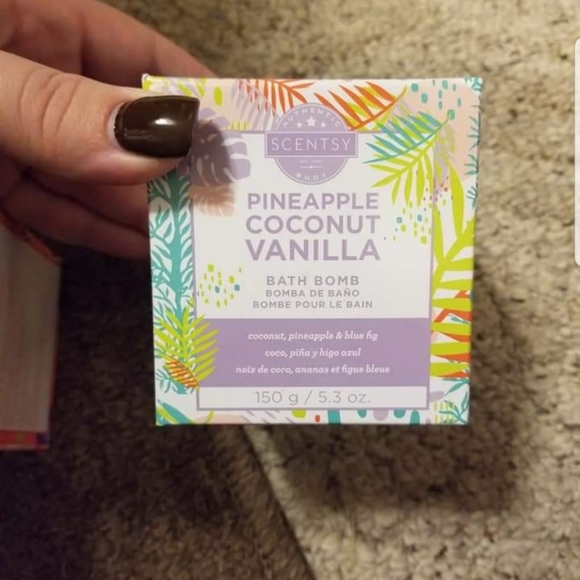 AUTHENTIC
SCENTSY
BODY
PINEAPPLE
COCONUT
VANILLA
BATH BOMB
BOMBA DE BAÑO
BOMBE POUR LE BAIN
coconut, pineapple & blue fig
coco, piña y higo azul
noix de coco, ananas et figue bleue
150 g / 5.3 oz.